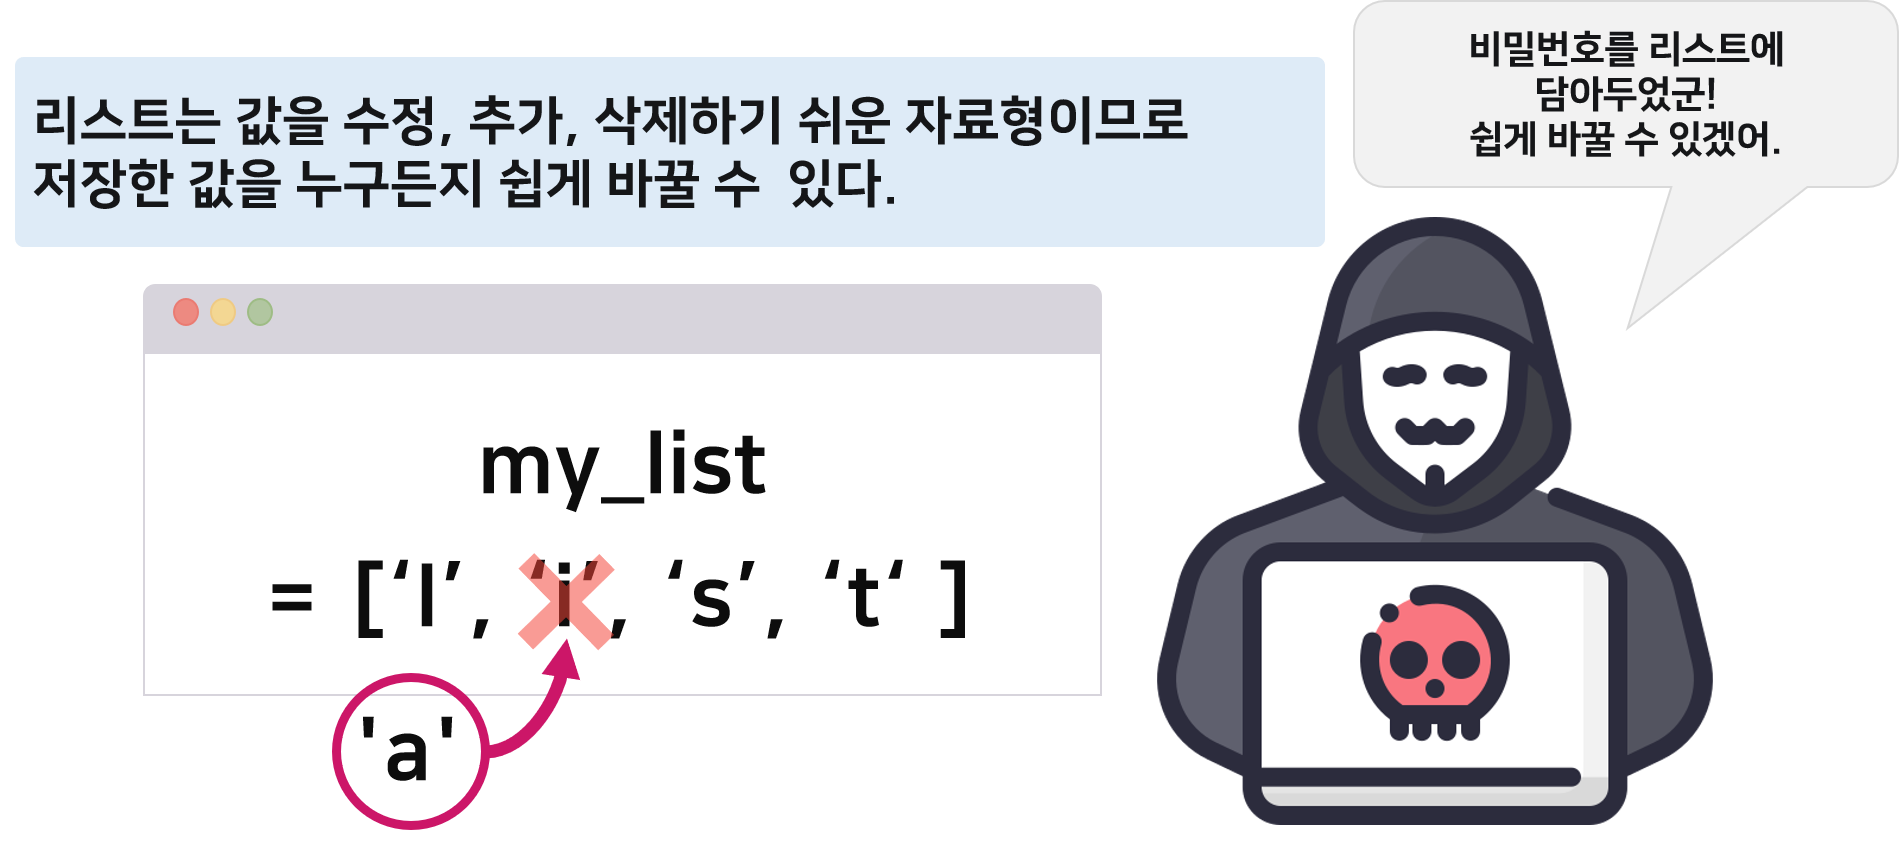 비밀번호를 리스트에
담아두었군!
쉽게 바꿀 수 있겠어.
리스트는 값을 수정, 추가, 삭제하기 쉬운 자료형이므로
저장한 값을 누구든지 쉽게 바꿀 수  있다.
my_list
= [‘l’, ‘i’, ‘s’, ‘t‘ ]
'a'